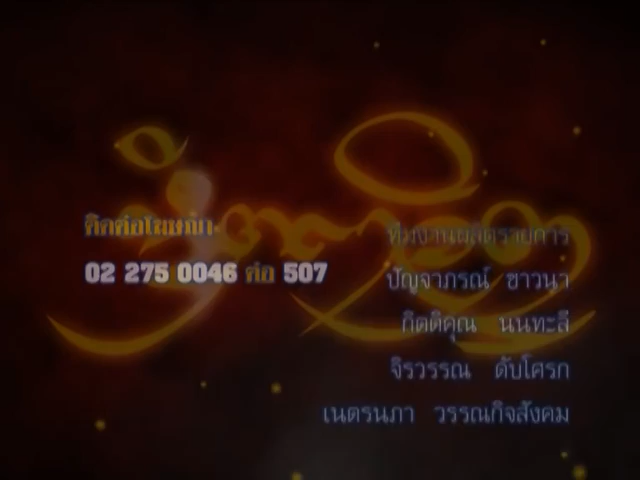 ติดต่อโฆษณา
02 275 0046 ต่อ 507
ทีมงานผลิตรายการ
ปัญจาภรณ์ ชาวนา
กิตติคุณ นนทะสี
จิรวรรณ ดับโศรก
เนตรนภา วรรณกิจสังคม